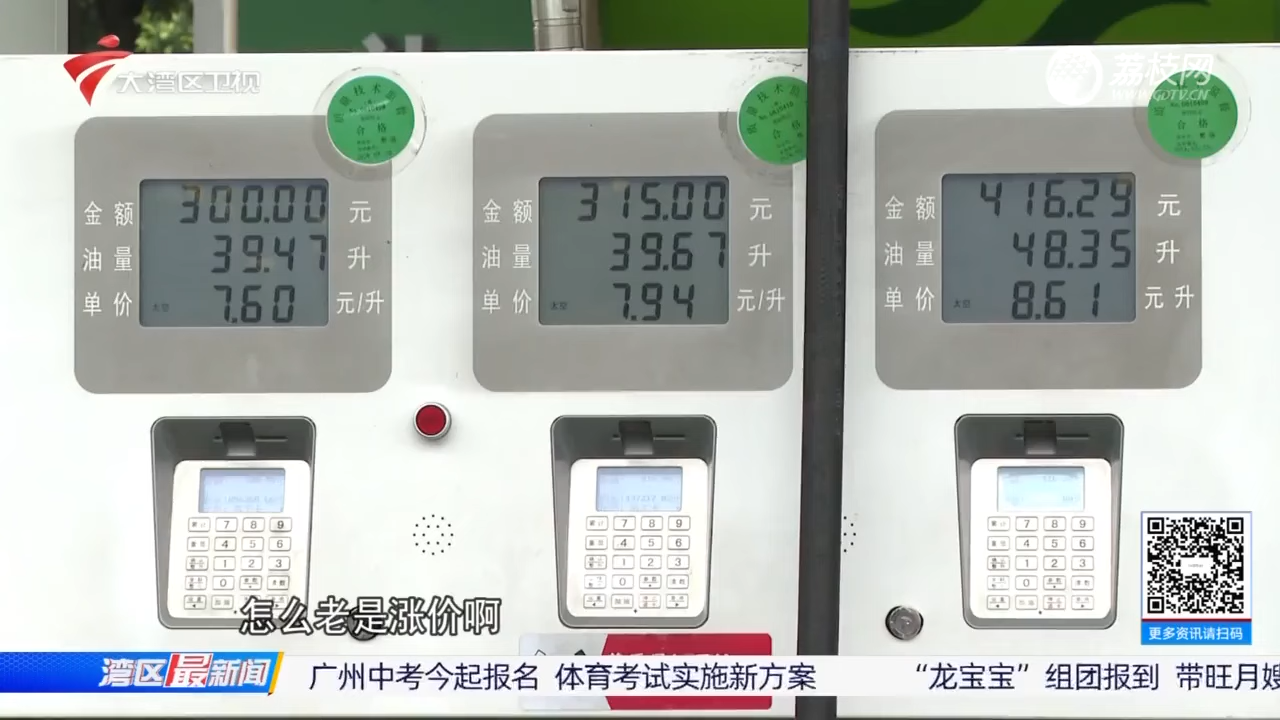 大湾区卫视
荔枝网
WWW.GDTV.CN
合格
合格
合格
金额 300.00 元
油量 39.47 升
单价 7.60 元/升
金额 315.00 元
油量 39.67 升
单价 7.94 元/升
金额 416.29 元
油量 48.35 升
单价 8.61 元 升
7 8 9
4 5 6
1 2 3
0
7 8 9
4 5 6
1 2 3
0
7 8 9
4 5 6
1 2 3
0
怎么老是涨价啊
更多资讯请扫码
湾区最新闻
广州中考今起报名 体育考试实施新方案 “龙宝宝”组团报到 带旺月嫂